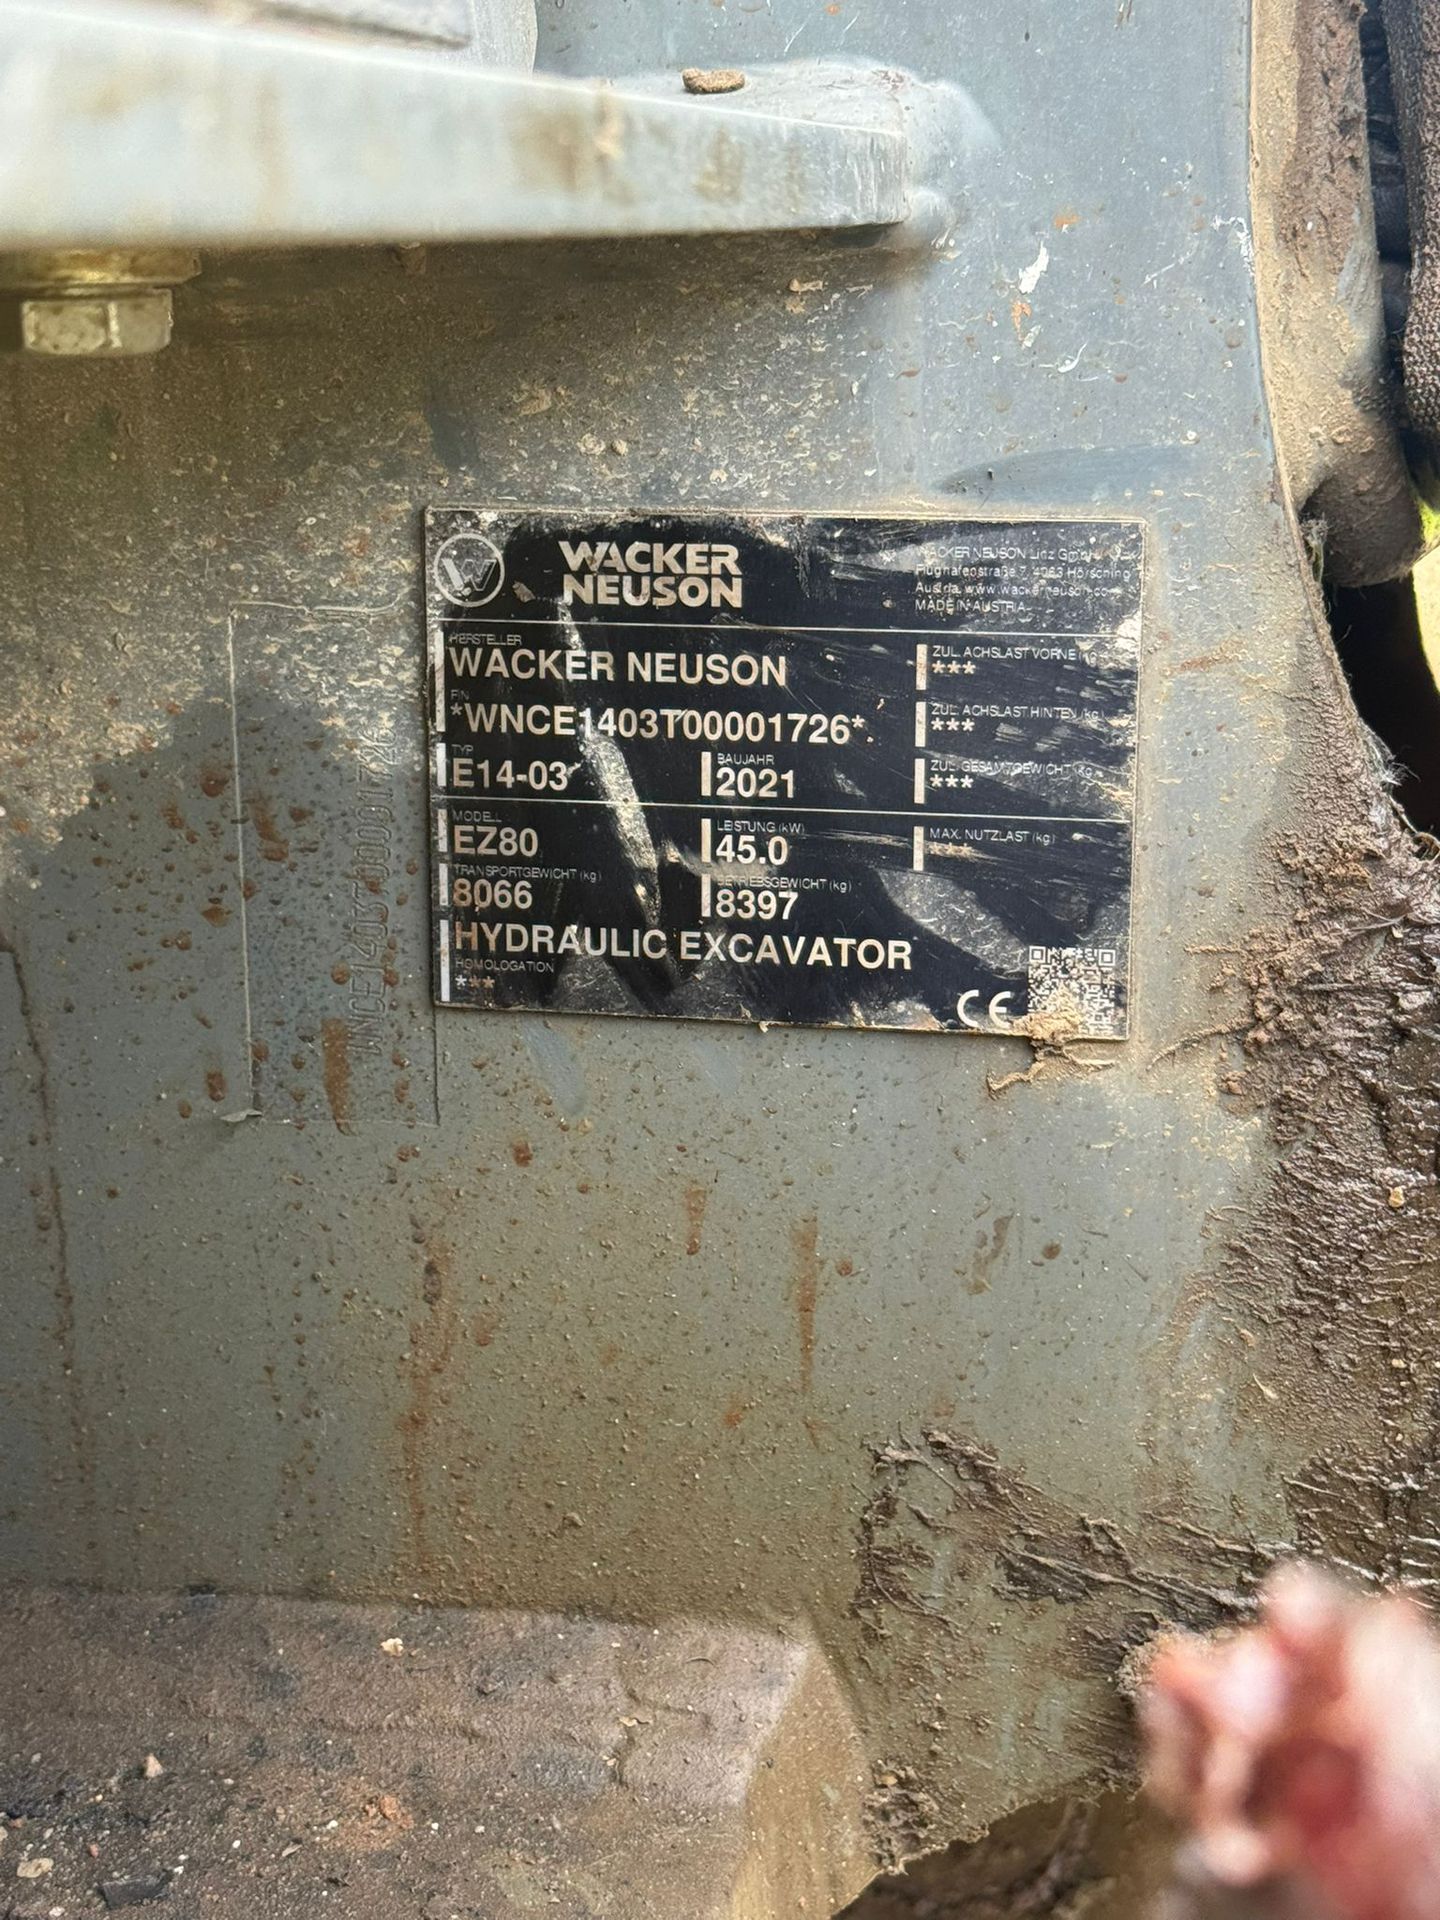 WACKER
NEUSON
WACKER NEUSON Linz GmbH
Flughafenstraße 7, 4063 Hörsching
Austria, www.wackerneuson.com
MADE IN AUSTRIA
HERSTELLER
WACKER NEUSON
ZUL. ACHSLAST VORNE (kg)
***
FIN
*WNCE1403T00001726*
ZUL. ACHSLAST HINTEN (kg)
***
TYP
E14-03
BAUJAHR
2021
ZUL. GESAMTGEWICHT (kg)
***
MODELL
EZ80
LEISTUNG (kW)
45.0
MAX. NUTZLAST (kg)
***
TRANSPORTGEWICHT (kg)
8066
BETRIEBSGEWICHT (kg)
8397
HYDRAULIC EXCAVATOR
HOMOLOGATION
***
CE
WNCE1403T00001726